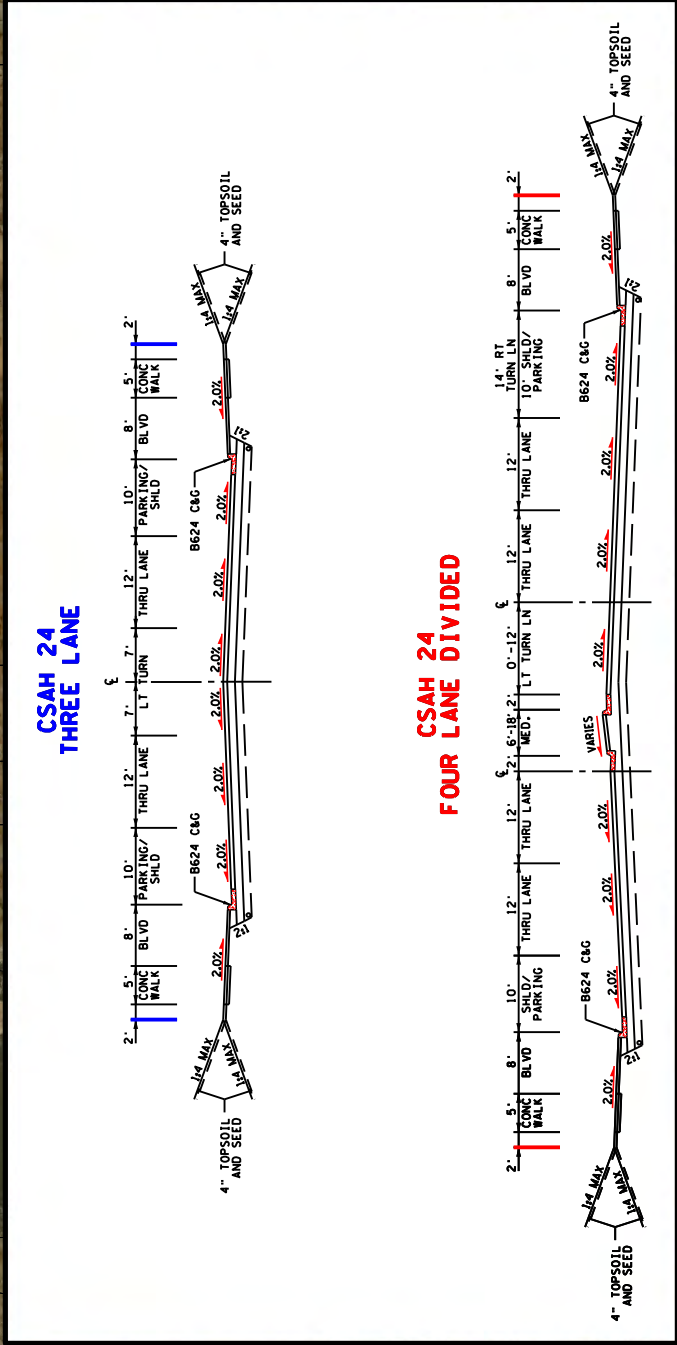 CSAH 24
THREE LANE
2'
5'
8'
10'
12'
7'
7'
12'
10'
8'
5'
2'
CONC
WALK
BLVD
PARKING/
SHLD
THRU LANE
LT TURN
THRU LANE
PARKING/
SHLD
BLVD
CONC
WALK
B624 C&G
B624 C&G
4" TOPSOIL
AND SEED
1:4 MAX
1:4 MAX
2.0%
2:1
2.0%
2.0%
2.0%
2.0%
2.0%
2.0%
2:1
2.0%
1:4 MAX
1:4 MAX
4" TOPSOIL
AND SEED
CSAH 24
FOUR LANE DIVIDED
2'
5'
8'
10'
12'
12'
2'
6'-18'
2'
0'-12'
12'
12'
14' RT
TURN LN
10' SHLD/
PARKING
8'
5'
2'
CONC
WALK
BLVD
SHLD/
PARKING
THRU LANE
THRU LANE
MED.
LT TURN LN
THRU LANE
THRU LANE
BLVD
CONC
WALK
B624 C&G
VARIES
B624 C&G
4" TOPSOIL
AND SEED
1:4 MAX
1:4 MAX
2.0%
2:1
2.0%
2.0%
2.0%
2.0%
2.0%
2.0%
2.0%
2:1
2.0%
1:4 MAX
1:4 MAX
4" TOPSOIL
AND SEED